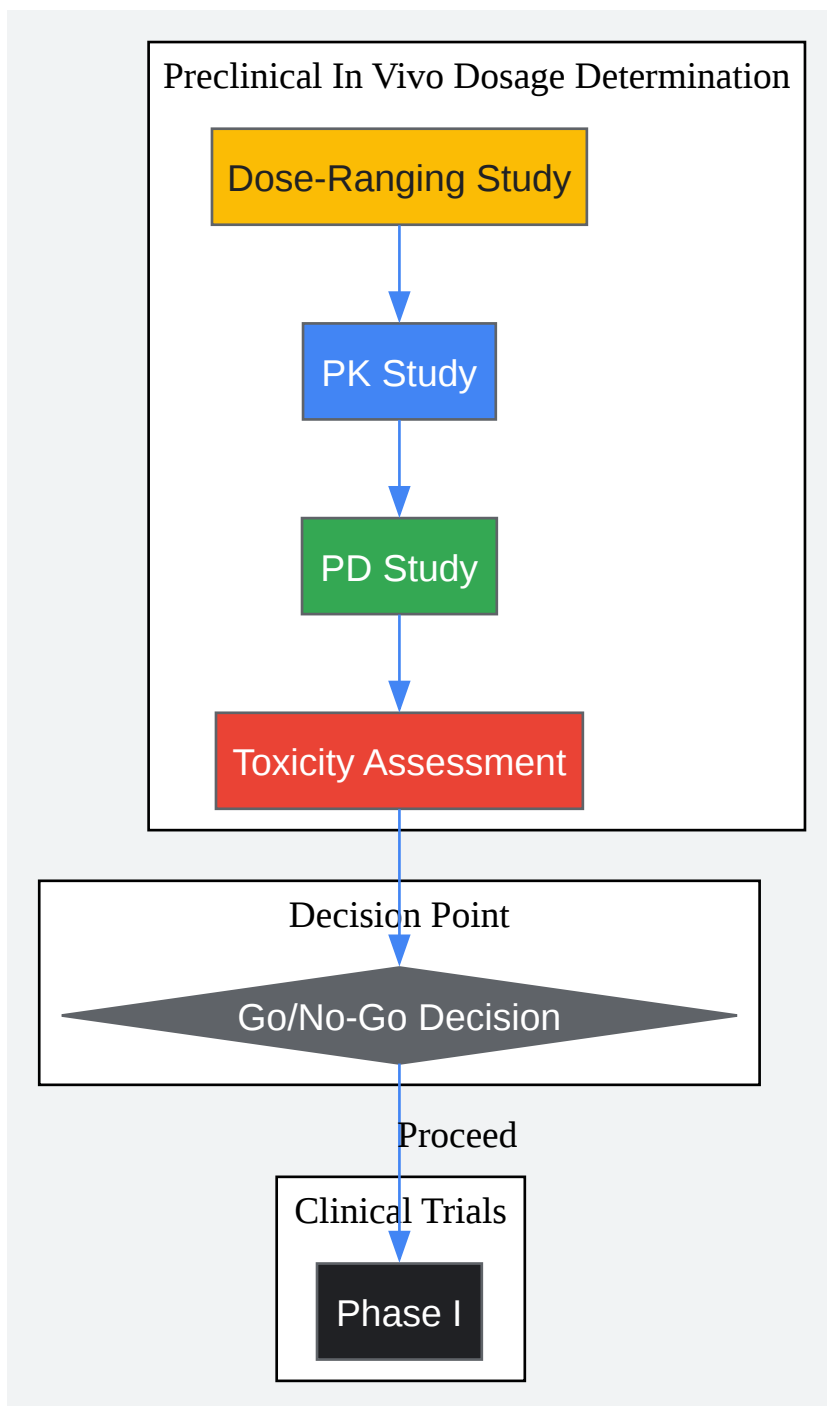 Preclinical In Vivo Dosage Determination
Dose-Ranging Study
PK Study
PD Study
Toxicity Assessment
Decision Point
Go/No-Go Decision
Proceed
Clinical Trials
Phase I